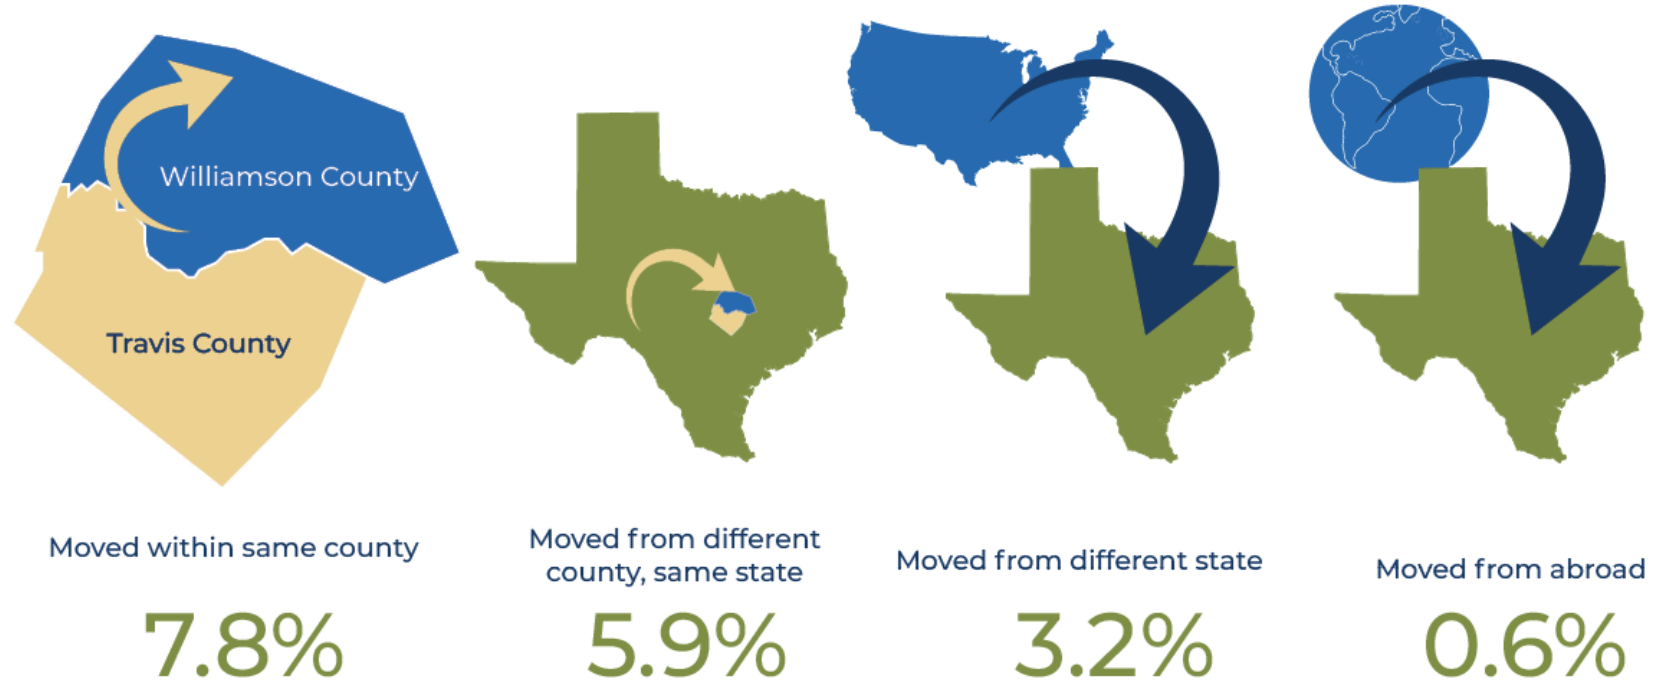 Williamson County
Travis County
Moved within same county
7.8%
Moved from different
county, same state
5.9%
Moved from different state
3.2%
Moved from abroad
0.6%